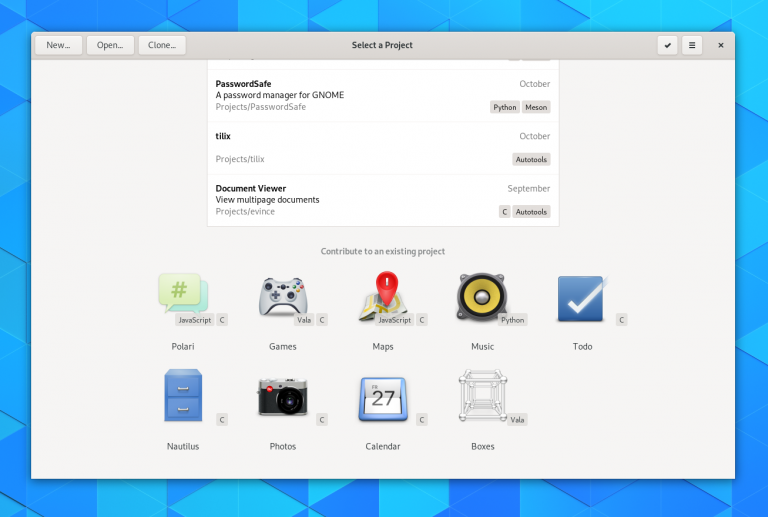 New... Open... Clone... Select a Project
PasswordSafe October
A password manager for GNOME
Projects/PasswordSafe Python Meson
tilix October
Projects/tilix Autotools
Document Viewer September
View multipage documents
Projects/evince C Autotools
Contribute to an existing project
#
JavaScript C Vala C JavaScript C Python C
Polari Games Maps Music Todo
FRI
27
C C C Vala
Nautilus Photos Calendar Boxes